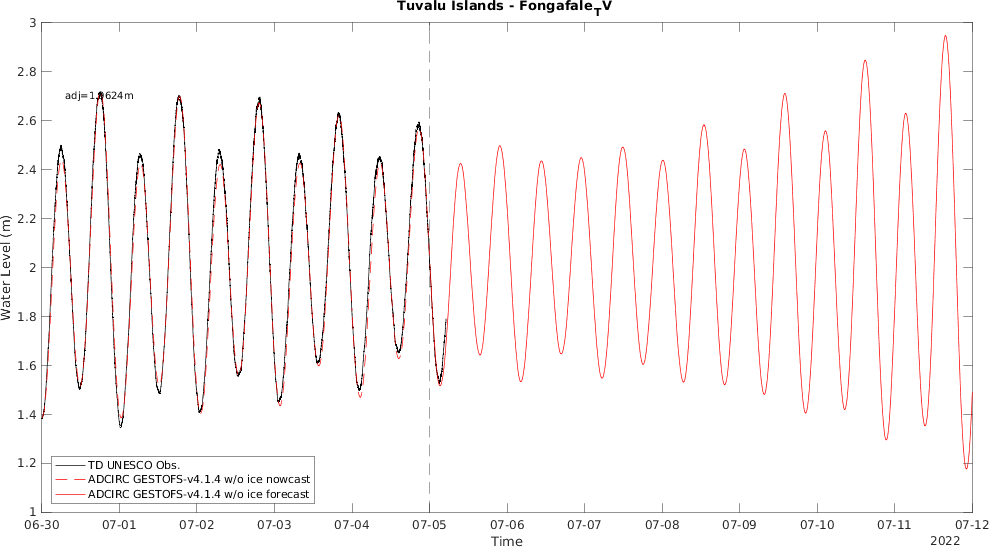 Tuvalu Islands - Fongafale_TV
3
2.8
2.6
2.4
2.2
2
1.8
1.6
1.4
1.2
1
Water Level (m)
adj=1.9624m
TD UNESCO Obs.
ADCIRC GESTOFS-v4.1.4 w/o ice nowcast
ADCIRC GESTOFS-v4.1.4 w/o ice forecast
06-30 07-01 07-02 07-03 07-04 07-05 07-06 07-07 07-08 07-09 07-10 07-11 07-12
Time
2022